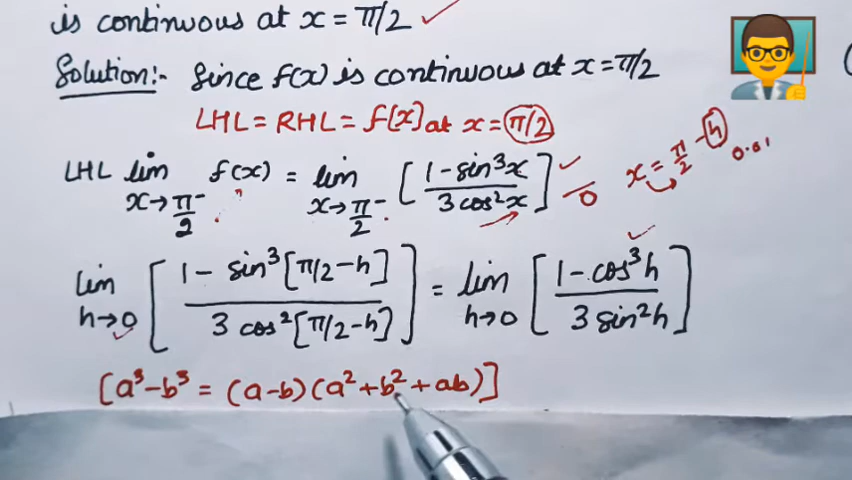 is continuous at x = π/2
Solution:- Since f(x) is continuous at x = π/2
LHL = RHL = f[x] at x = π/2
x = π/2 - h
0.01
LHL lim x→π/2⁻ f(x) = lim x→π/2⁻ [1 - sin³x / 3 cos²x] /0
lim h→0 [1 - sin³[π/2 - h] / 3 cos²[π/2 - h]] = lim h→0 [1 - cos³h / 3 sin²h]
[a³ - b³ = (a - b)(a² + b² + ab)]